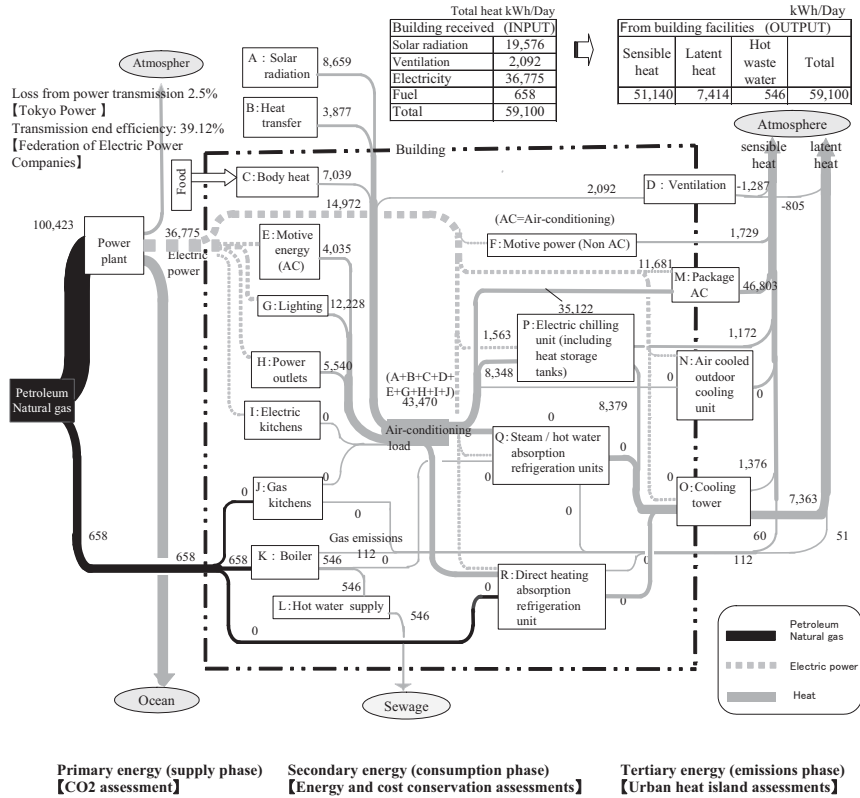 Total heat kWh/Day
Building received (INPUT)
Solar radiation 19,576
Ventilation 2,092
Electricity 36,775
Fuel 658
Total 59,100
kWh/Day
From building facilities (OUTPUT)
Sensible heat
Latent heat
Hot waste water
Total
51,140 7,414 546 59,100
Atmospher
A : Solar radiation
8,659
B : Heat transfer
3,877
Loss from power transmission 2.5%
【Tokyo Power 】
Transmission end efficiency: 39.12%
【Federation of Electric Power
Companies】
Atmosphere
sensible heat
latent heat
Building
Food
C : Body heat
7,039
2,092
D : Ventilation
-1,287
-805
14,972
(AC=Air-conditioning)
100,423
Power plant
36,775
Electric power
E : Motive energy (AC)
4,035
F : Motive power (Non AC)
1,729
11,681
M : Package AC
46,803
G : Lighting
12,228
35,122
P : Electric chilling unit (including heat storage tanks)
1,563
1,172
H : Power outlets
5,540
8,348
N : Air cooled outdoor cooling unit
0
0
0
(A+B+C+D+
E+G+H+I+J)
43,470
Petroleum
Natural gas
I : Electric kitchens
0
Air-conditioning
load
8,379
0
Q : Steam / hot water absorption refrigeration units
0
0
1,376
J : Gas kitchens
0
0
0
0
O : Cooling tower
7,363
0
0
658
658
658
Gas emissions
112
60
51
K : Boiler
546
0
0
112
546
R : Direct heating absorption refrigeration unit
0
0
0
L : Hot water supply
546
0
Petroleum
Natural gas
Electric power
Heat
Ocean
Sewage
Primary energy (supply phase)
【CO2 assessment】
Secondary energy (consumption phase)
【Energy and cost conservation assessments】
Tertiary energy (emissions phase)
【Urban heat island assessments】